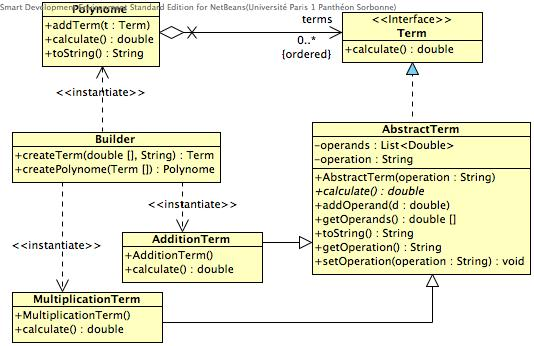 Smart Development Environment Standard Edition for NetBeans(Université Paris 1 Panthéon Sorbonne)
Polynome
+addTerm(t : Term)
+calculate() : double
+toString() : String
terms
0..*
{ordered}
<<Interface>>
Term
+calculate() : double
<<instantiate>>
Builder
+createTerm(double [], String) : Term
+createPolynome(Term []) : Polynome
AbstractTerm
-operands : List<Double>
-operation : String
+AbstractTerm(operation : String)
+calculate() : double
+addOperand(d : double)
+getOperands() : double []
+toString() : String
+getOperation() : String
+setOperation(operation : String) : void
<<instantiate>>
<<instantiate>>
AdditionTerm
+AdditionTerm()
+calculate() : double
MultiplicationTerm
+MultiplicationTerm()
+calculate() : double